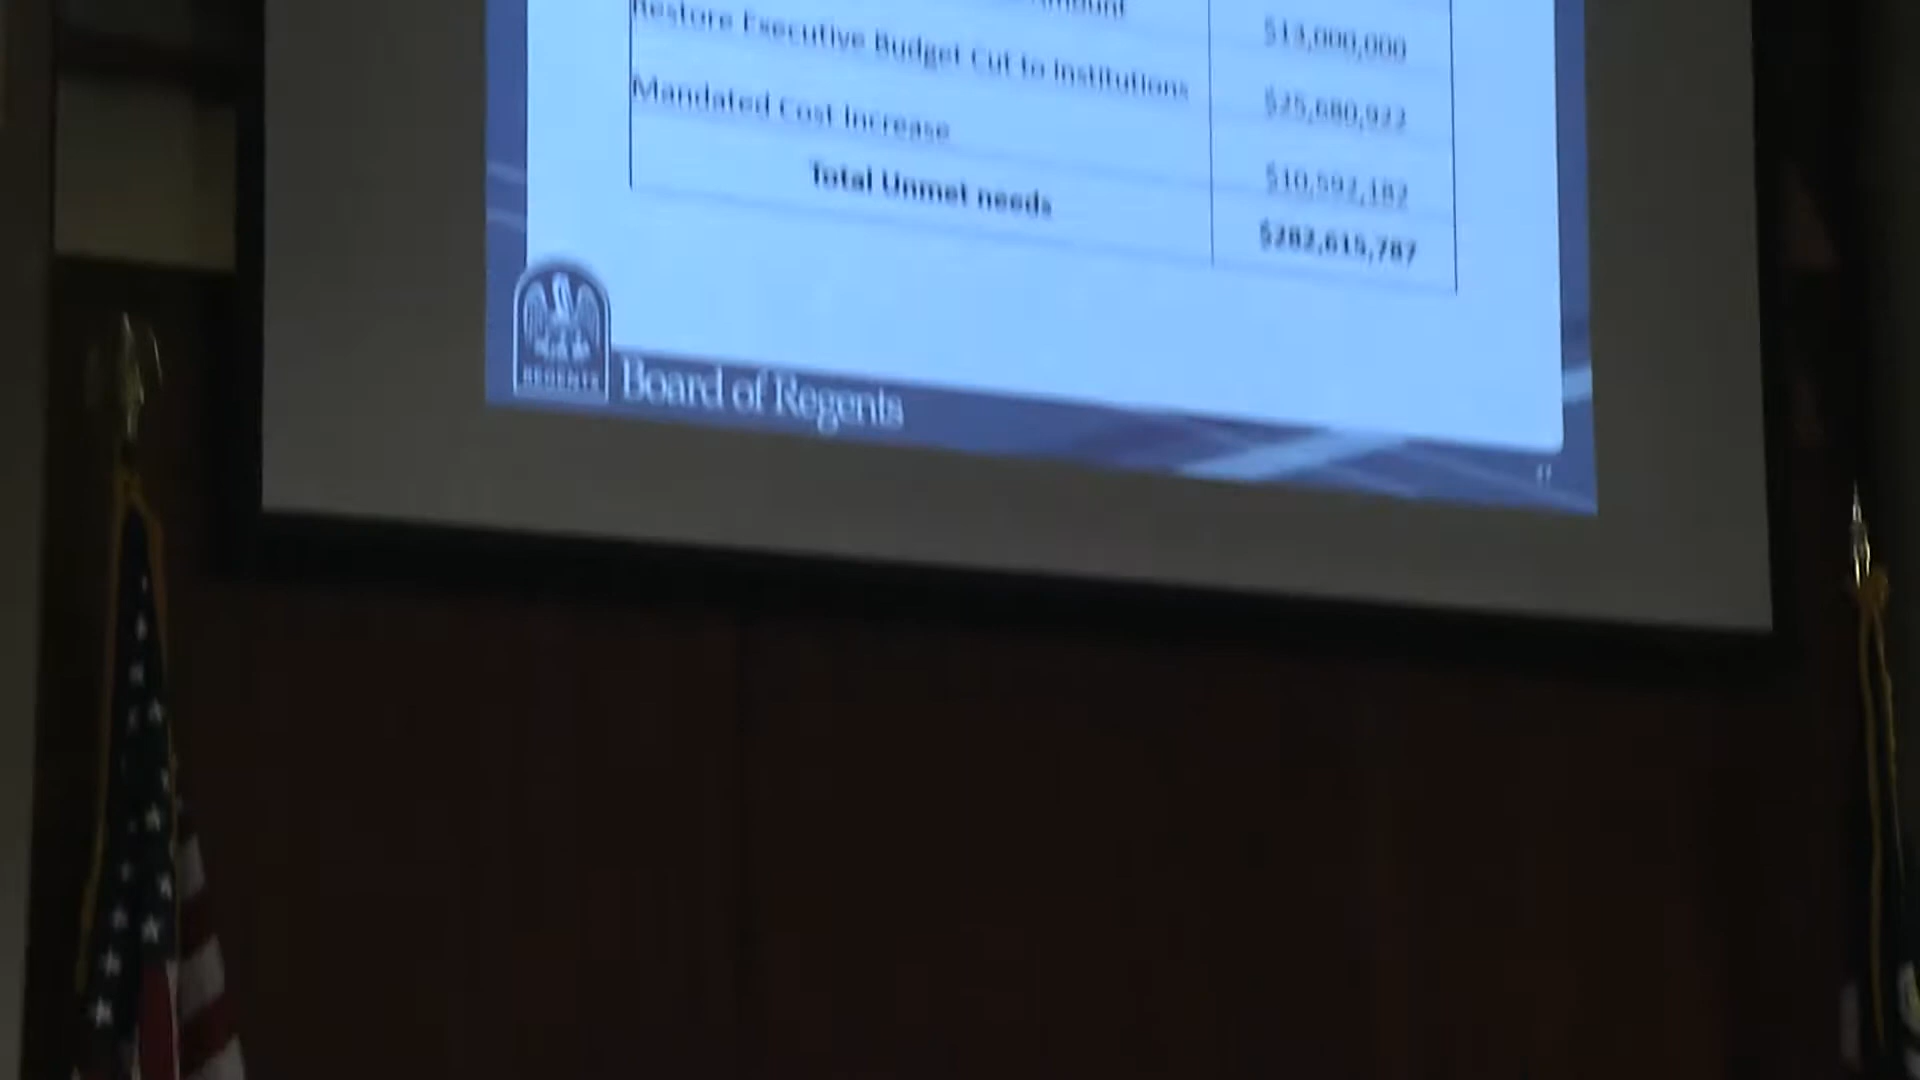 $13,000,000
Restore Executive Budget Cut to Institutions
$25,680,922
Mandated Cost Increase
$10,592,182
Total Unmet needs
$282,615,787
REGENTS
Board of Regents